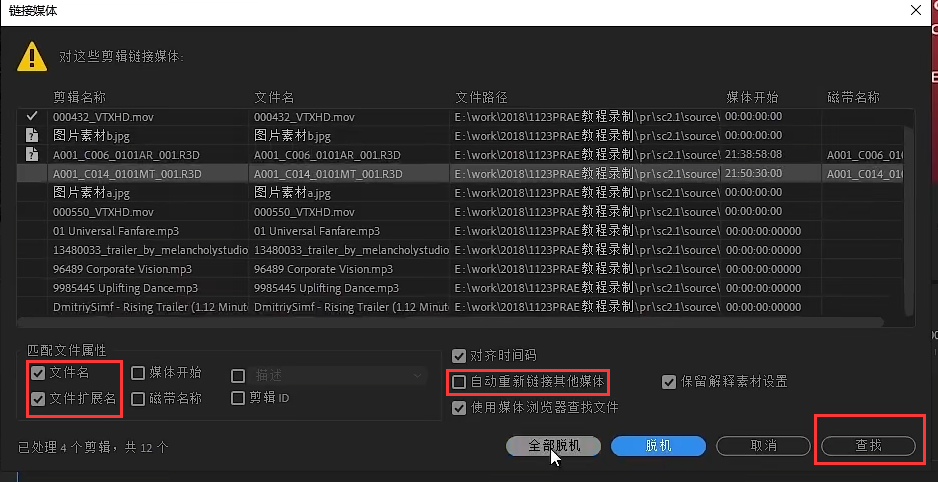 链接媒体
对这些剪辑链接媒体:
剪辑名称 文件名 文件路径 媒体开始 磁带名称
000432_VTXHD.mov 000432_VTXHD.mov E:\work\2018\1123PRAE教程录制\pr\sc2.1\source\ 00:00:00:00
图片素材b.jpg 图片素材b.jpg E:\work\2018\1123PRAE教程录制\pr\sc2.1\source\
A001_C006_0101AR_001.R3D A001_C006_0101AR_001.R3D E:\work\2018\1123PRAE教程录制\pr\sc2.1\source\ 21:38:58:08 A001_C006_010
A001_C014_0101MT_001.R3D A001_C014_0101MT_001.R3D E:\work\2018\1123PRAE教程录制\pr\sc2.1\source\ 21:50:30:00 A001_C014_010
图片素材a.jpg 图片素材a.jpg E:\work\2018\1123PRAE教程录制\pr\sc2.1\source\ 00:00:00:00
000550_VTXHD.mov 000550_VTXHD.mov E:\work\2018\1123PRAE教程录制\pr\sc2.1\source\ 00:00:00:00
01 Universal Fanfare.mp3 01 Universal Fanfare.mp3 E:\work\2018\1123PRAE教程录制\pr\sc2.1\source\ 00:00:00:00000
13480033_trailer_by_melancholystudio 13480033_trailer_by_melancholystudio E:\work\2018\1123PRAE教程录制\pr\sc2.1\source\ 00:00:00:00000
96489 Corporate Vision.mp3 96489 Corporate Vision.mp3 E:\work\2018\1123PRAE教程录制\pr\sc2.1\source\ 00:00:00:00000
9985445 Uplifting Dance.mp3 9985445 Uplifting Dance.mp3 E:\work\2018\1123PRAE教程录制\pr\sc2.1\source\ 00:00:00:00000
DmitriySimf - Rising Trailer (1.12 Minut DmitriySimf - Rising Trailer (1.12 Minute E:\work\2018\1123PRAE教程录制\pr\sc2.1\source\ 00:00:00:00000
匹配文件属性
文件名 媒体开始 描述
文件扩展名 磁带名称 剪辑 ID
对齐时间码
自动重新链接其他媒体 保留解释素材设置
使用媒体浏览器查找文件
已处理 4 个剪辑，共 12 个 全部脱机 脱机 取消 查找